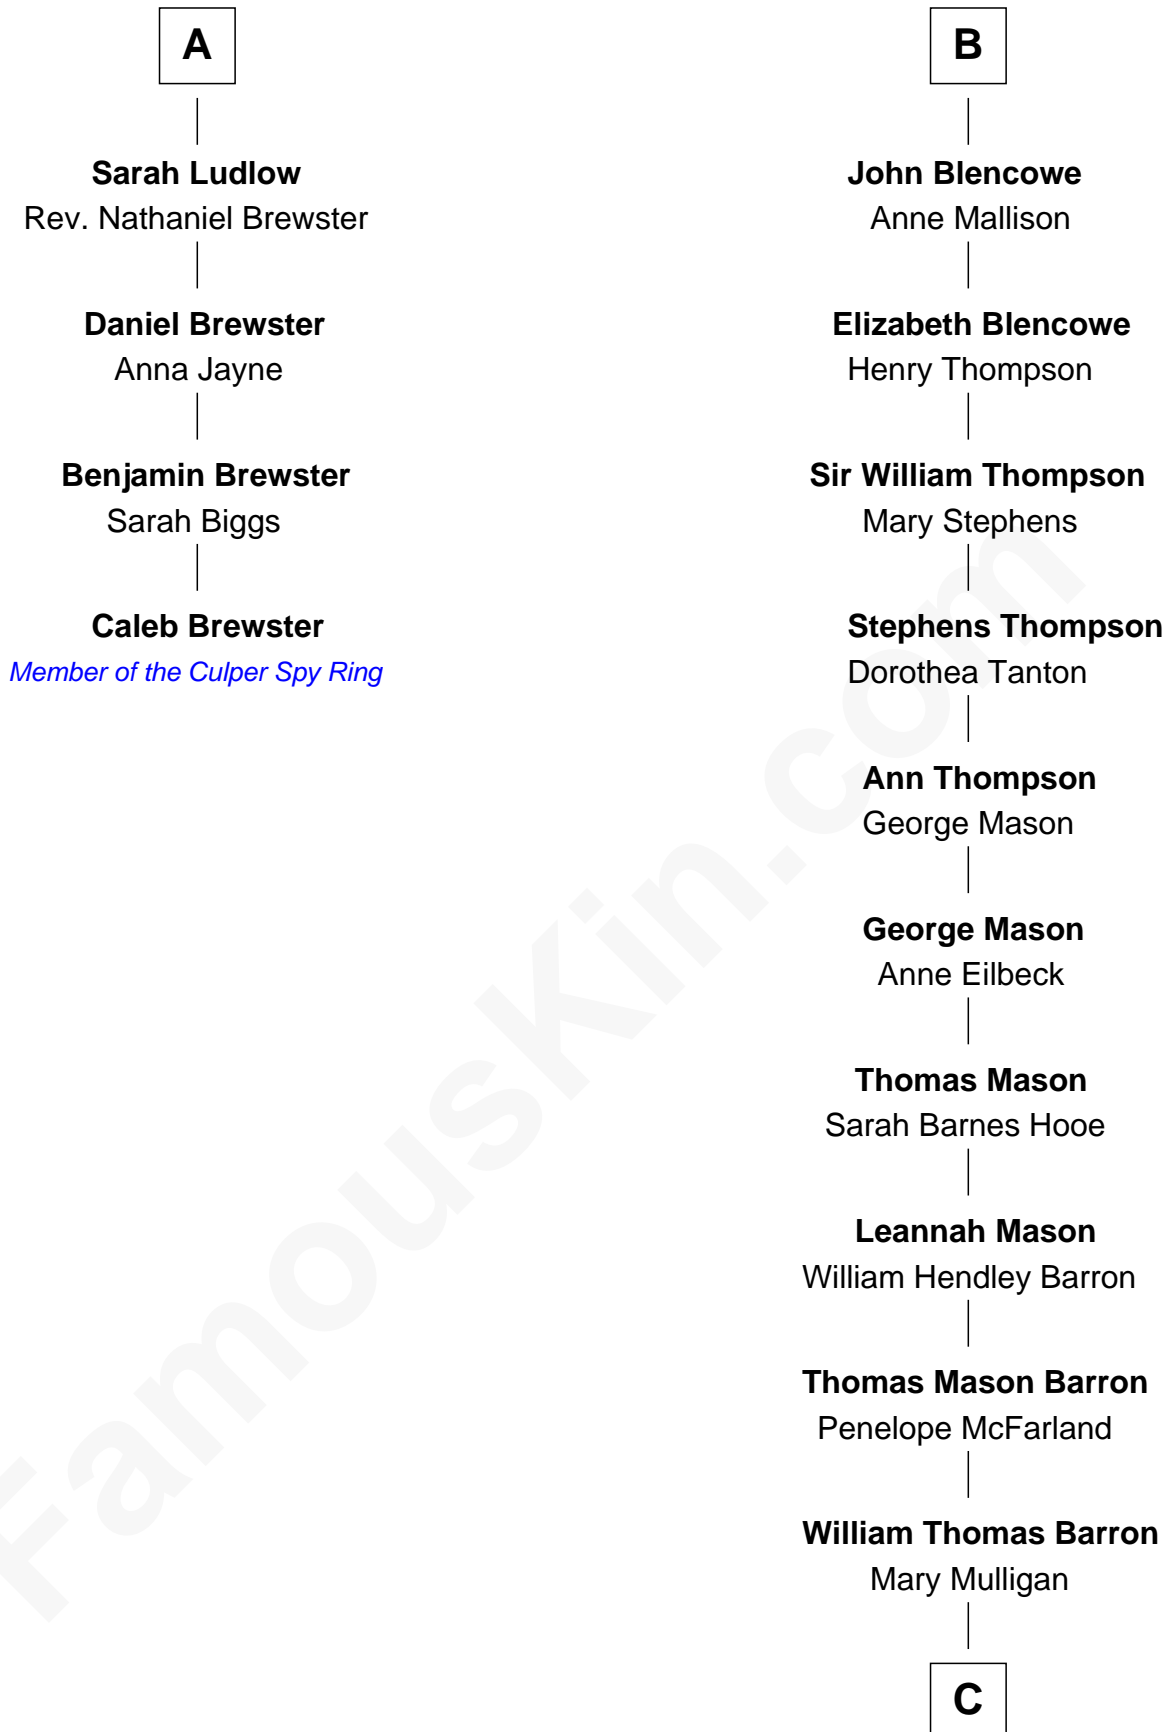 A
Sarah Ludlow
Rev. Nathaniel Brewster
Daniel Brewster
Anna Jayne
Benjamin Brewster
Sarah Biggs
Caleb Brewster
Member of the Culper Spy Ring
B
John Blencowe
Anne Mallison
Elizabeth Blencowe
Henry Thompson
Sir William Thompson
Mary Stephens
Stephens Thompson
Dorothea Tanton
Ann Thompson
George Mason
George Mason
Anne Eilbeck
Thomas Mason
Sarah Barnes Hooe
Leannah Mason
William Hendley Barron
Thomas Mason Barron
Penelope McFarland
William Thomas Barron
Mary Mulligan
C
FamousKin.com